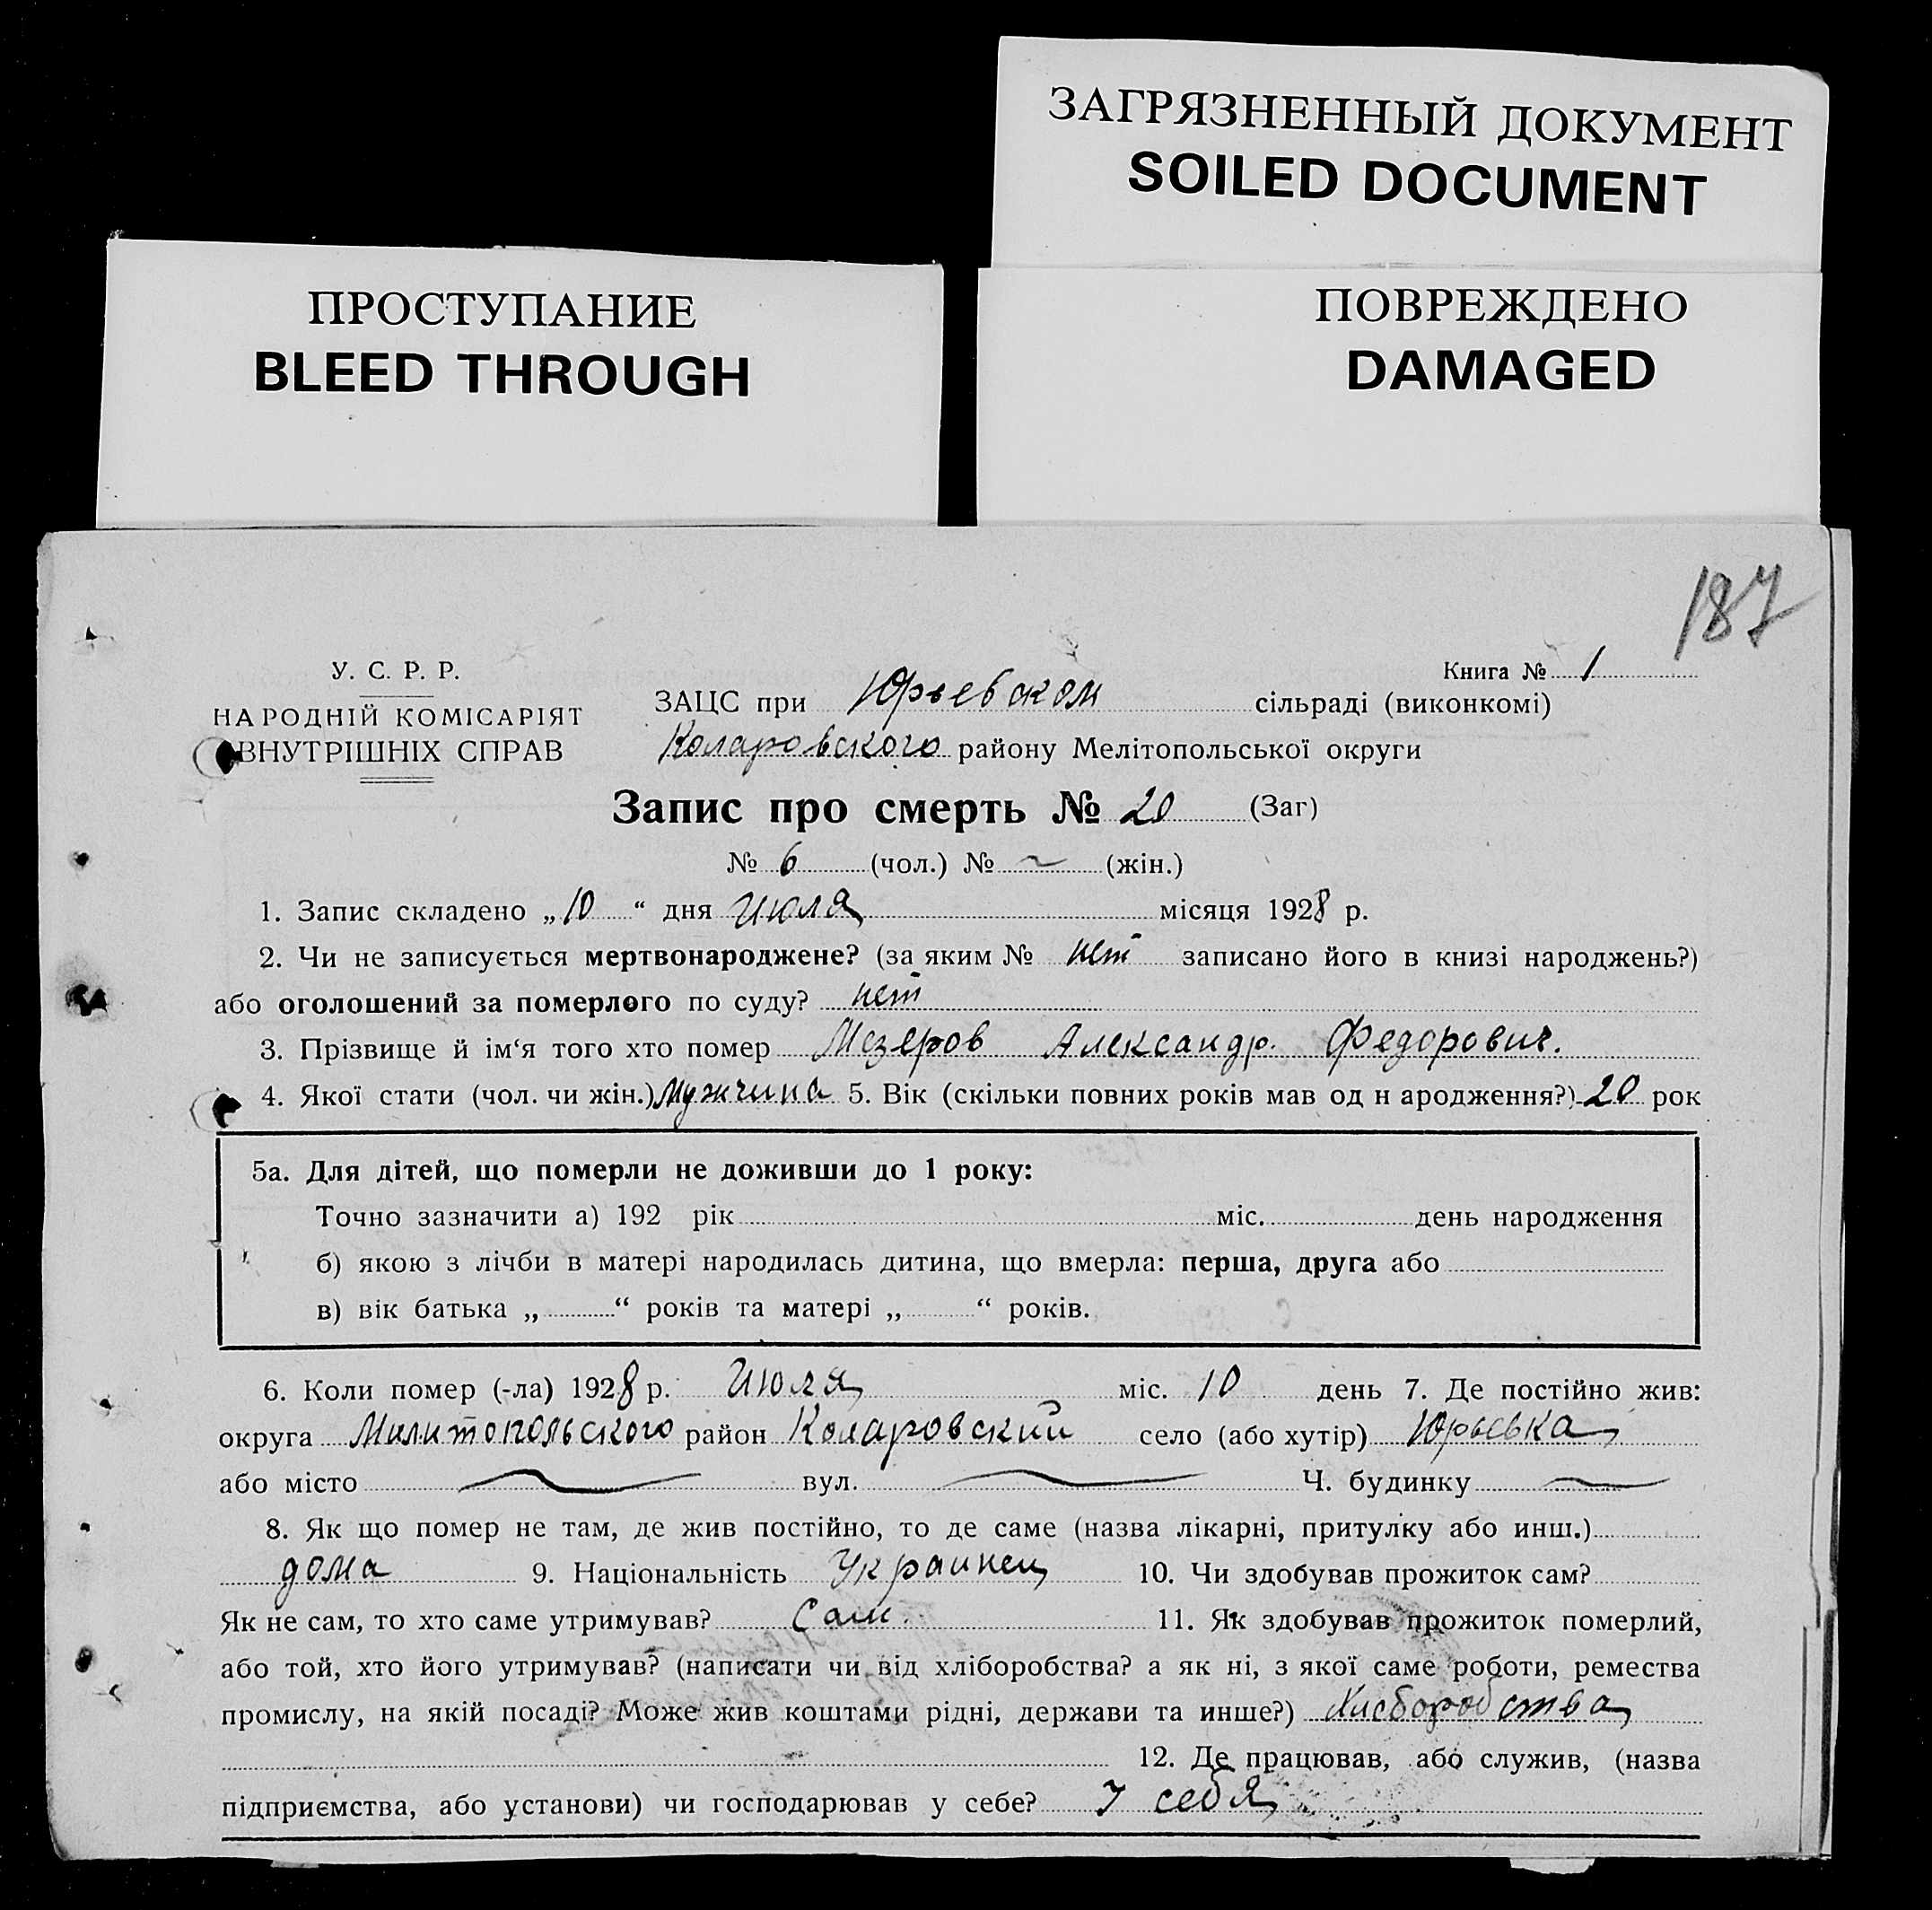 ЗАГРЯЗНЕННЫЙ ДОКУМЕНТ
SOILED DOCUMENT
ПРОСТУПАНИЕ
BLEED THROUGH
ПОВРЕЖДЕНО
DAMAGED
187
У. С. Р. Р.
НАРОДНІЙ КОМІСАРІЯТ
ВНУТРІШНІХ СПРАВ
Книга № 1
ЗАЦС при Юрьевском сільраді (виконкомі)
Коларовского району Мелітопольської округи
Запис про смерть № 20 (Заг)
№ 6 (чол.) № (жін.)
1. Запис складено „10“ дня Июля місяця 1928 р.
2. Чи не записується мертвонароджене? (за яким № нет записано його в книзі народжень?)
або оголошений за померлого по суду? нет
3. Прізвище й ім‘я того хто помер Мазеров Александр. Федорович.
4. Якої стати (чол. чи жін.) Мужчина 5. Вік (скільки повних років мав од н ародження?) 20 рок
5а. Для дітей, що померли не доживши до 1 року:
Точно зазначити а) 192 рік міс. день народження
б) якою з лічби в матері народилась дитина, що вмерла: перша, друга або
в) вік батька „ “ років та матері „ “ років.
6. Коли помер (-ла) 1928 р. Июля міс. 10 день 7. Де постійно жив:
округа Милитопольского район Коларовский село (або хутір) Юрьевка
або місто вул. Ч. будинку
8. Як що помер не там, де жив постійно, то де саме (назва лікарні, притулку або инш.)
дома 9. Національність Украинец 10. Чи здобував прожиток сам?
Як не сам, то хто саме утримував? Сам. 11. Як здобував прожиток померлий,
або той, хто його утримував? (написати чи від хліборобства? а як ні, з якої саме роботи, ремества
промислу, на якій посаді? Може жив коштами рідні, держави та инше?) Хлеборобства
12. Де працював, або служив, (назва
підприємства, або установи) чи господарював у себе? У себя